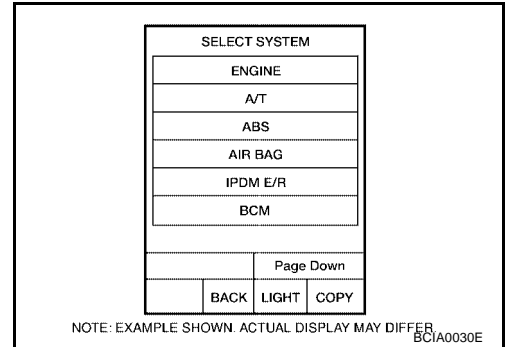 SELECT SYSTEM
ENGINE
A/T
ABS
AIR BAG
IPDM E/R
BCM
Page Down
BACK LIGHT COPY
NOTE: EXAMPLE SHOWN. ACTUAL DISPLAY MAY DIFFER.
BCIA0030E